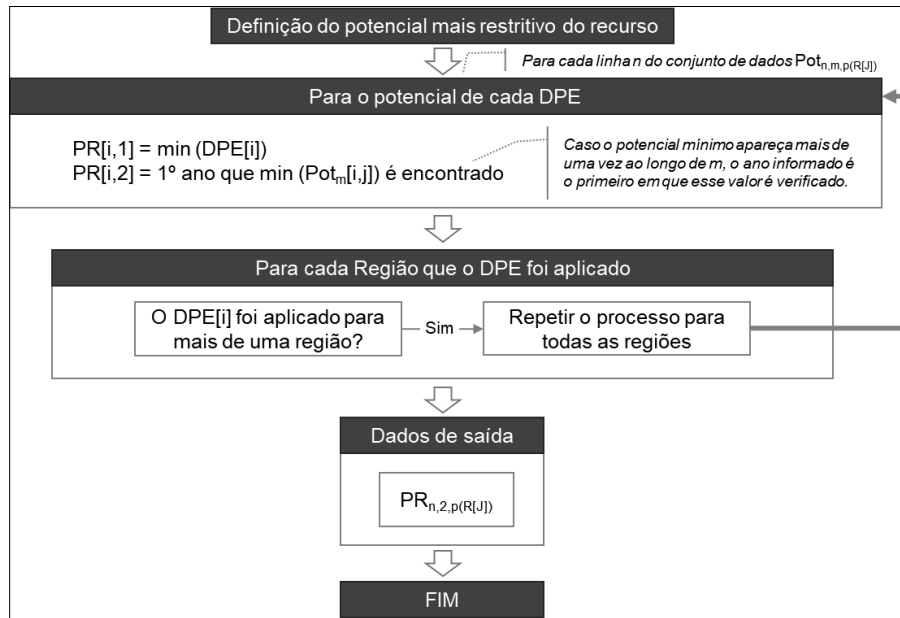 Definição do potencial mais restritivo do recurso
Para cada linha n do conjunto de dados Potn,m,p(R[J])
Para o potencial de cada DPE
PR[i,1] = min (DPE[i])
PR[i,2] = 1º ano que min (Potm[i,j]) é encontrado
Caso o potencial mínimo apareça mais de
uma vez ao longo de m, o ano informado é
o primeiro em que esse valor é verificado.
Para cada Região que o DPE foi aplicado
O DPE[i] foi aplicado para
mais de uma região?
Sim
Repetir o processo para
todas as regiões
Dados de saída
PRn,2,p(R[J])
FIM